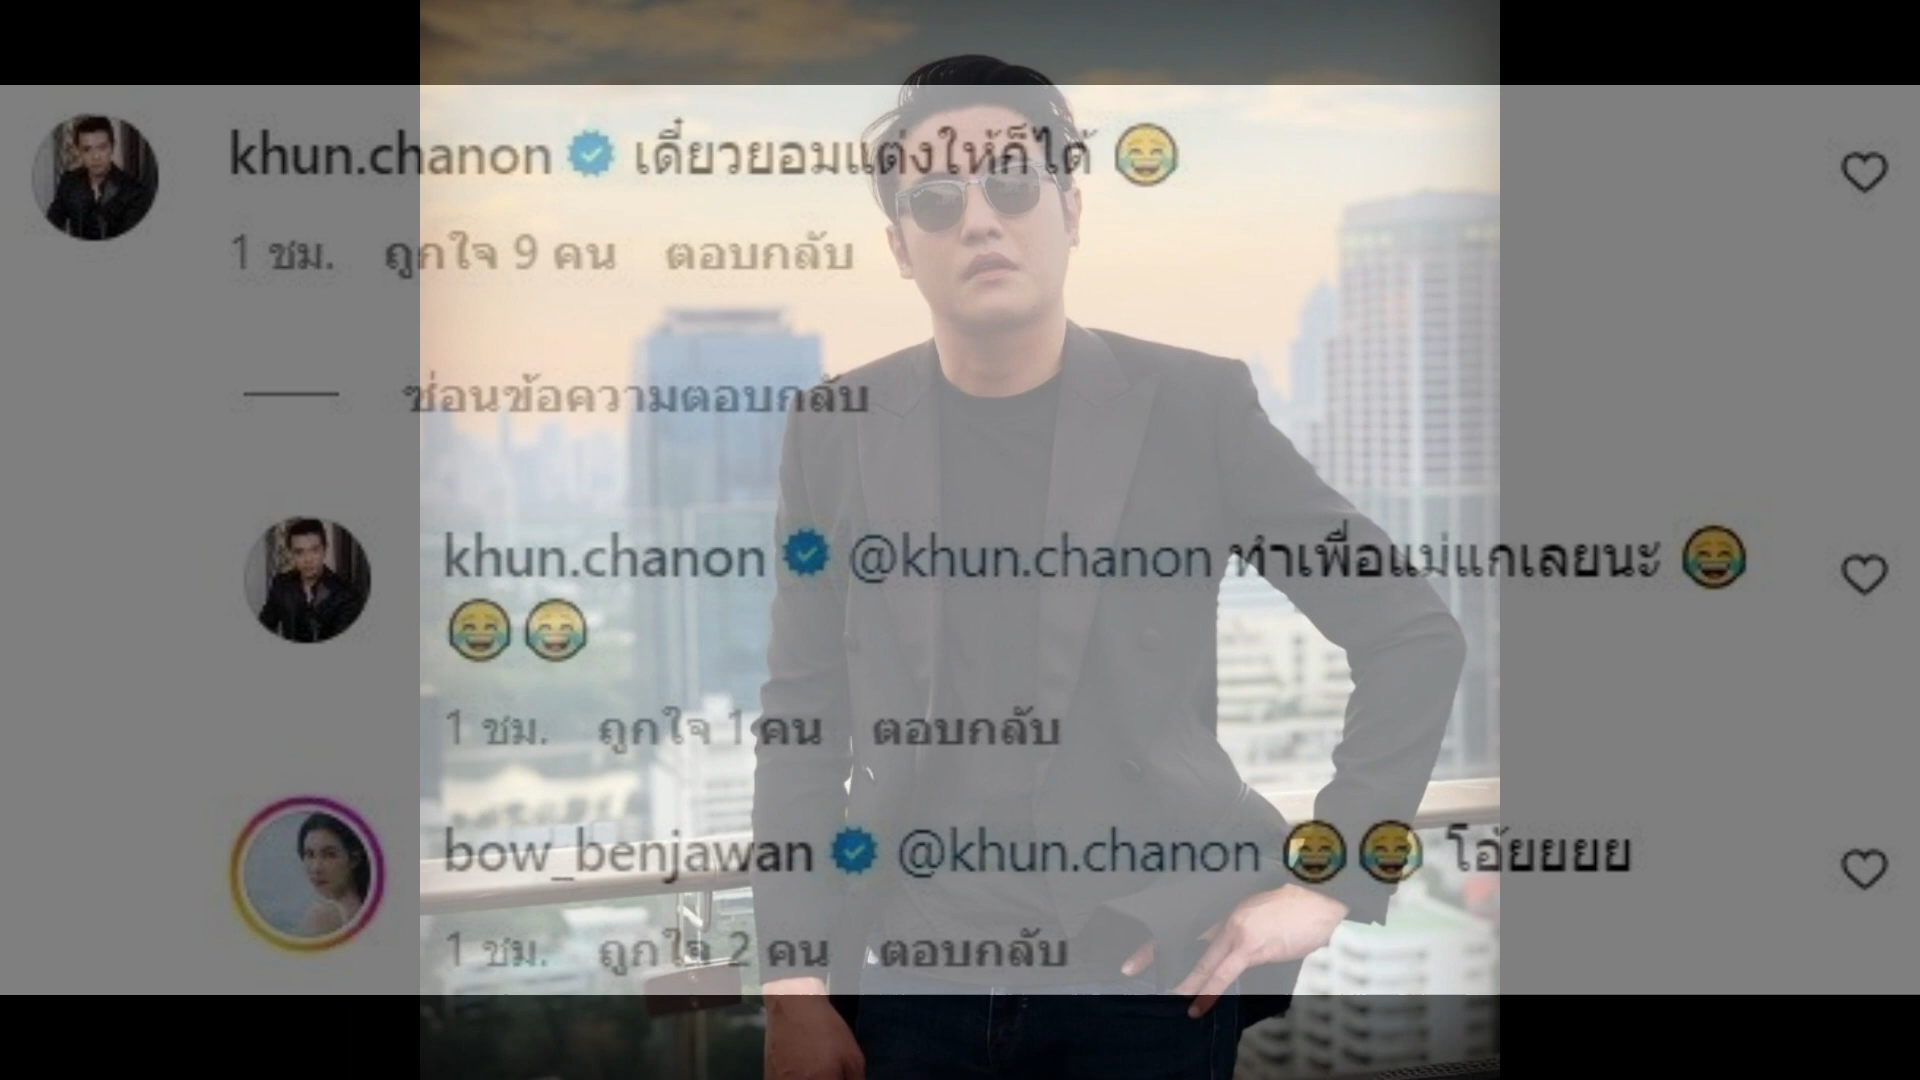 khun.chanon เดี๋ยวยอมแต่งให้ก็ได้ 😂
1 ชม. ถูกใจ 9 คน ตอบกลับ
ซ่อนข้อความตอบกลับ
khun.chanon @khun.chanon ทำเพื่อแม่แกเลยนะ 😂
😂😂
1 ชม. ถูกใจ 1 คน ตอบกลับ
bow_benjawan @khun.chanon 😂😂 โอ้ยยยย
1 ชม. ถูกใจ 2 คน ตอบกลับ